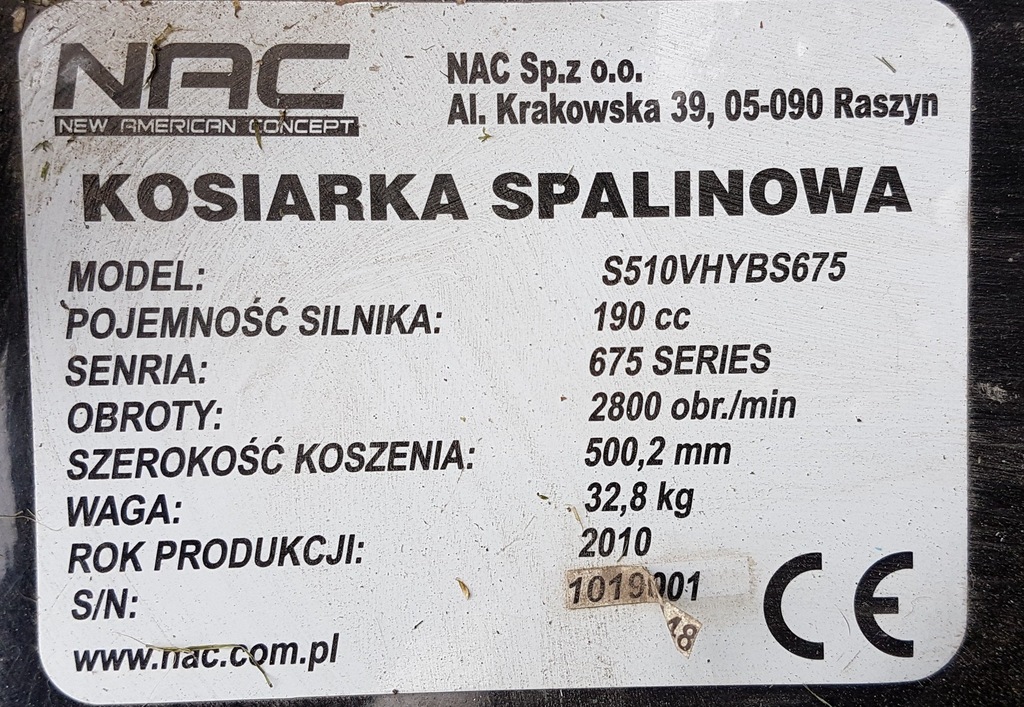 NAC
NEW AMERICAN CONCEPT
NAC Sp.z o.o.
Al. Krakowska 39, 05-090 Raszyn
KOSIARKA SPALINOWA
MODEL: S510VHYBS675
POJEMNOŚĆ SILNIKA: 190 cc
SENRIA: 675 SERIES
OBROTY: 2800 obr./min
SZEROKOŚĆ KOSZENIA: 500,2 mm
WAGA: 32,8 kg
ROK PRODUKCJI: 2010
S/N: 1019001
48
www.nac.com.pl
CE